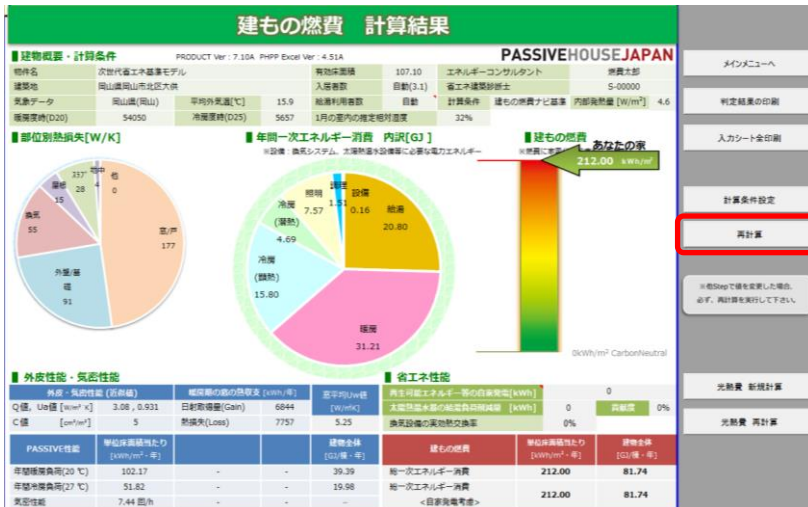 建もの燃費 計算結果
■建物概要・計算条件 PRODUCT Ver : 7.10A PHPP Excel Ver : 4.51A PASSIVEHOUSEJAPAN
物件名 次世代省エネ基準モデル 有効床面積 107.10 エネルギーコンサルタント 燃費太郎
建築地 岡山県岡山市北区大供 入居者数 自動(3.1) 省エネ建築診断士 S-00000
気象データ 岡山県(岡山) 平均外気温[℃] 15.9 給湯利用者数 自動 計算条件 建もの燃費ナビ基準 内部発熱量 [W/m²] 4.6
暖房度時(D20) 54050 冷房度時(D25) 5657 1月の室内の推定相対湿度 32%
■部位別熱損失[W/K]
他
0
4
28
15
換気
55
窓/戸
177
外壁/基礎
91
■年間一次エネルギー消費 内訳[GJ]
※設備：換気システム、太陽熱温水設備等に必要な電力エネルギー
照明
7.57
調理
1.51
設備
0.16
給湯
20.80
冷房
(潜熱)
4.69
冷房
(顕熱)
15.80
暖房
31.21
■建もの燃費
あなたの家
212.00 kWh/㎡
0kWh/m² CarbonNeutral
■ 外皮性能・気密性能
外皮・気密性能 (近似値) 暖房期の窓の熱収支 [kWh/年] 窓平均Uw値 [W/㎡K]
Q値, Ua値 [W/㎡ K] 3.08 , 0.931 日射取得量(Gain) 6844
C値 [c㎡/㎡] 5 熱損失(Loss) 7757 5.25
■ 省エネ性能
再生可能エネルギー等の自家発電[kWh] 0
太陽熱温水器の給湯負荷削減量 [kWh] 0 貢献度 0%
換気設備の実効熱交換率 0%
PASSIVE性能 単位床面積当たり [kWh/m²・年] 建物全体 [GJ/棟・年]
年間暖房負荷(20 ℃) 102.17 - - 39.39
年間冷房負荷(27 ℃) 51.82 - - 19.98
気密性能 7.44 回/h - - -
建もの燃費 単位床面積当たり [kWh/m²・年] 建物全体 [GJ/棟・年]
総一次エネルギー消費 212.00 81.74
総一次エネルギー消費
<自家発電考慮> 212.00 81.74
メインメニューへ
判定結果の印刷
入力シート全印刷
計算条件設定
再計算
※他Stepで値を変更した場合、
必ず、再計算を実行して下さい。
光熱費 新規計算
光熱費 再計算